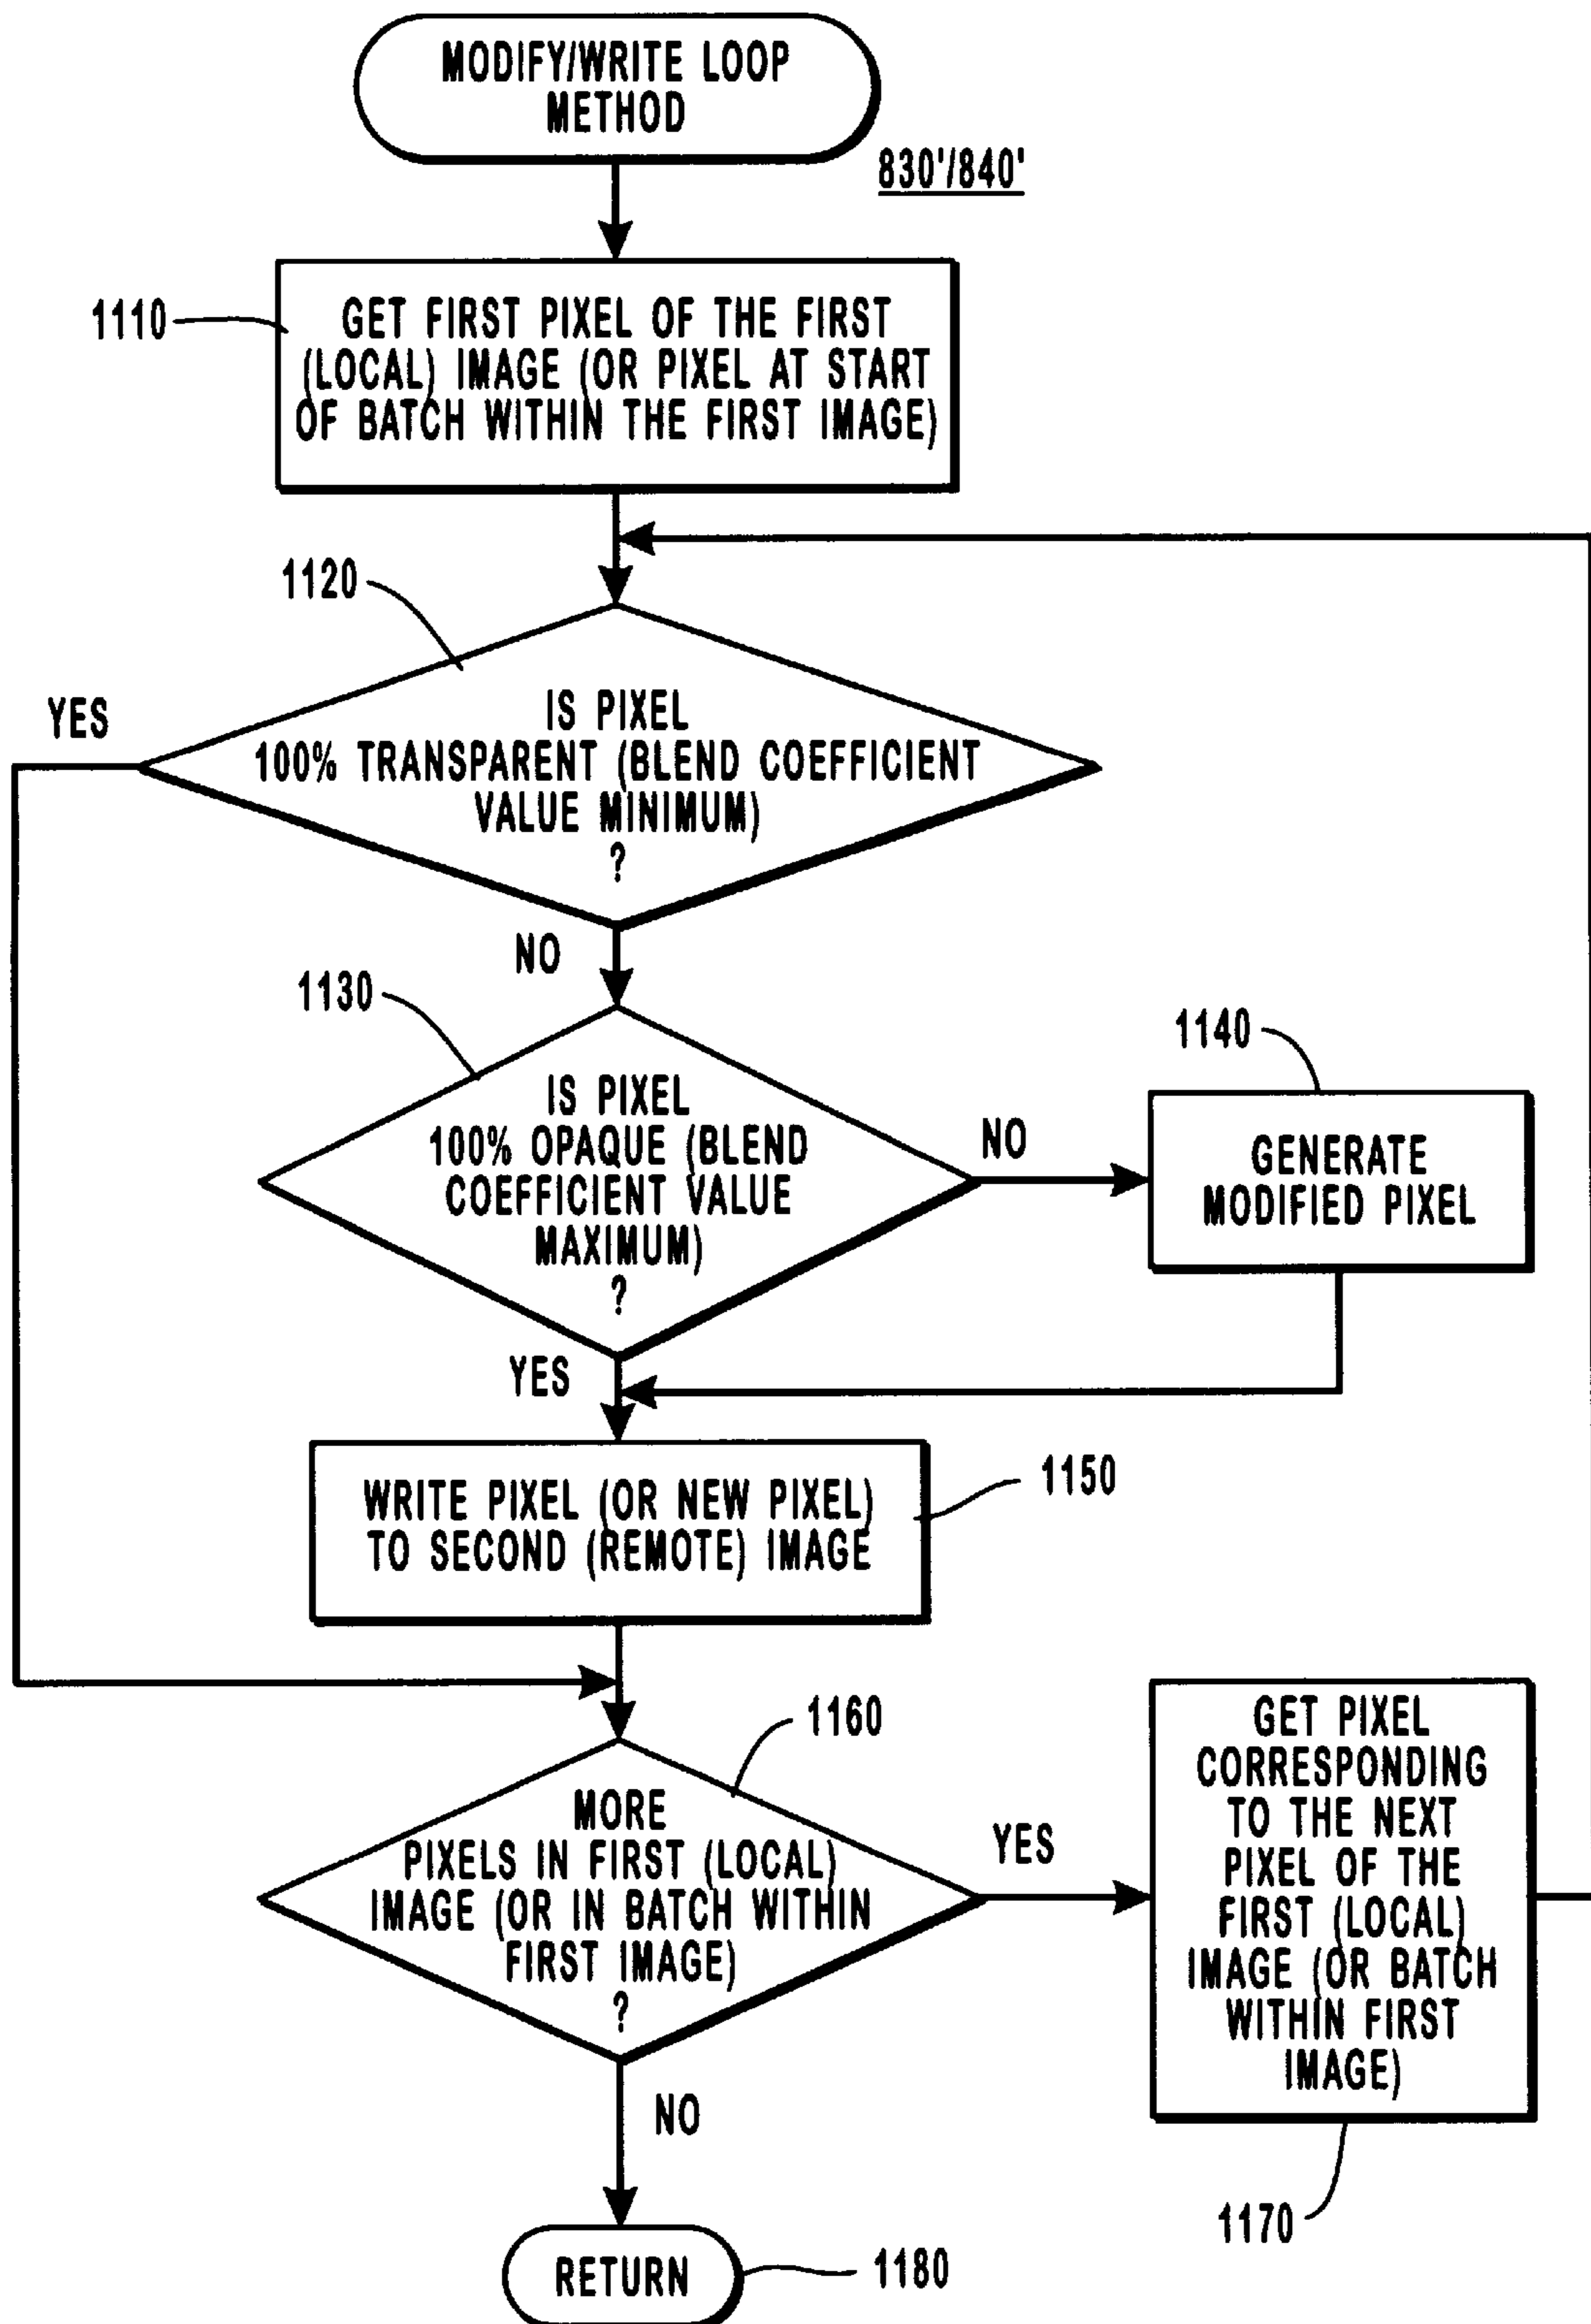 MODIFY/WRITE LOOP
METHOD
830'/840'
1110
GET FIRST PIXEL OF THE FIRST
(LOCAL) IMAGE (OR PIXEL AT START
OF BATCH WITHIN THE FIRST IMAGE)
1120
YES
IS PIXEL
100% TRANSPARENT (BLEND COEFFICIENT
VALUE MINIMUM)
?
NO
1130
IS PIXEL
100% OPAQUE (BLEND
COEFFICIENT VALUE
MAXIMUM)
?
NO
1140
GENERATE
MODIFIED PIXEL
YES
WRITE PIXEL (OR NEW PIXEL)
TO SECOND (REMOTE) IMAGE
1150
1160
MORE
PIXELS IN FIRST (LOCAL)
IMAGE (OR IN BATCH WITHIN
FIRST IMAGE)
?
YES
GET PIXEL
CORRESPONDING
TO THE NEXT
PIXEL OF THE
FIRST (LOCAL)
IMAGE (OR BATCH
WITHIN FIRST
IMAGE)
1170
NO
RETURN
1180